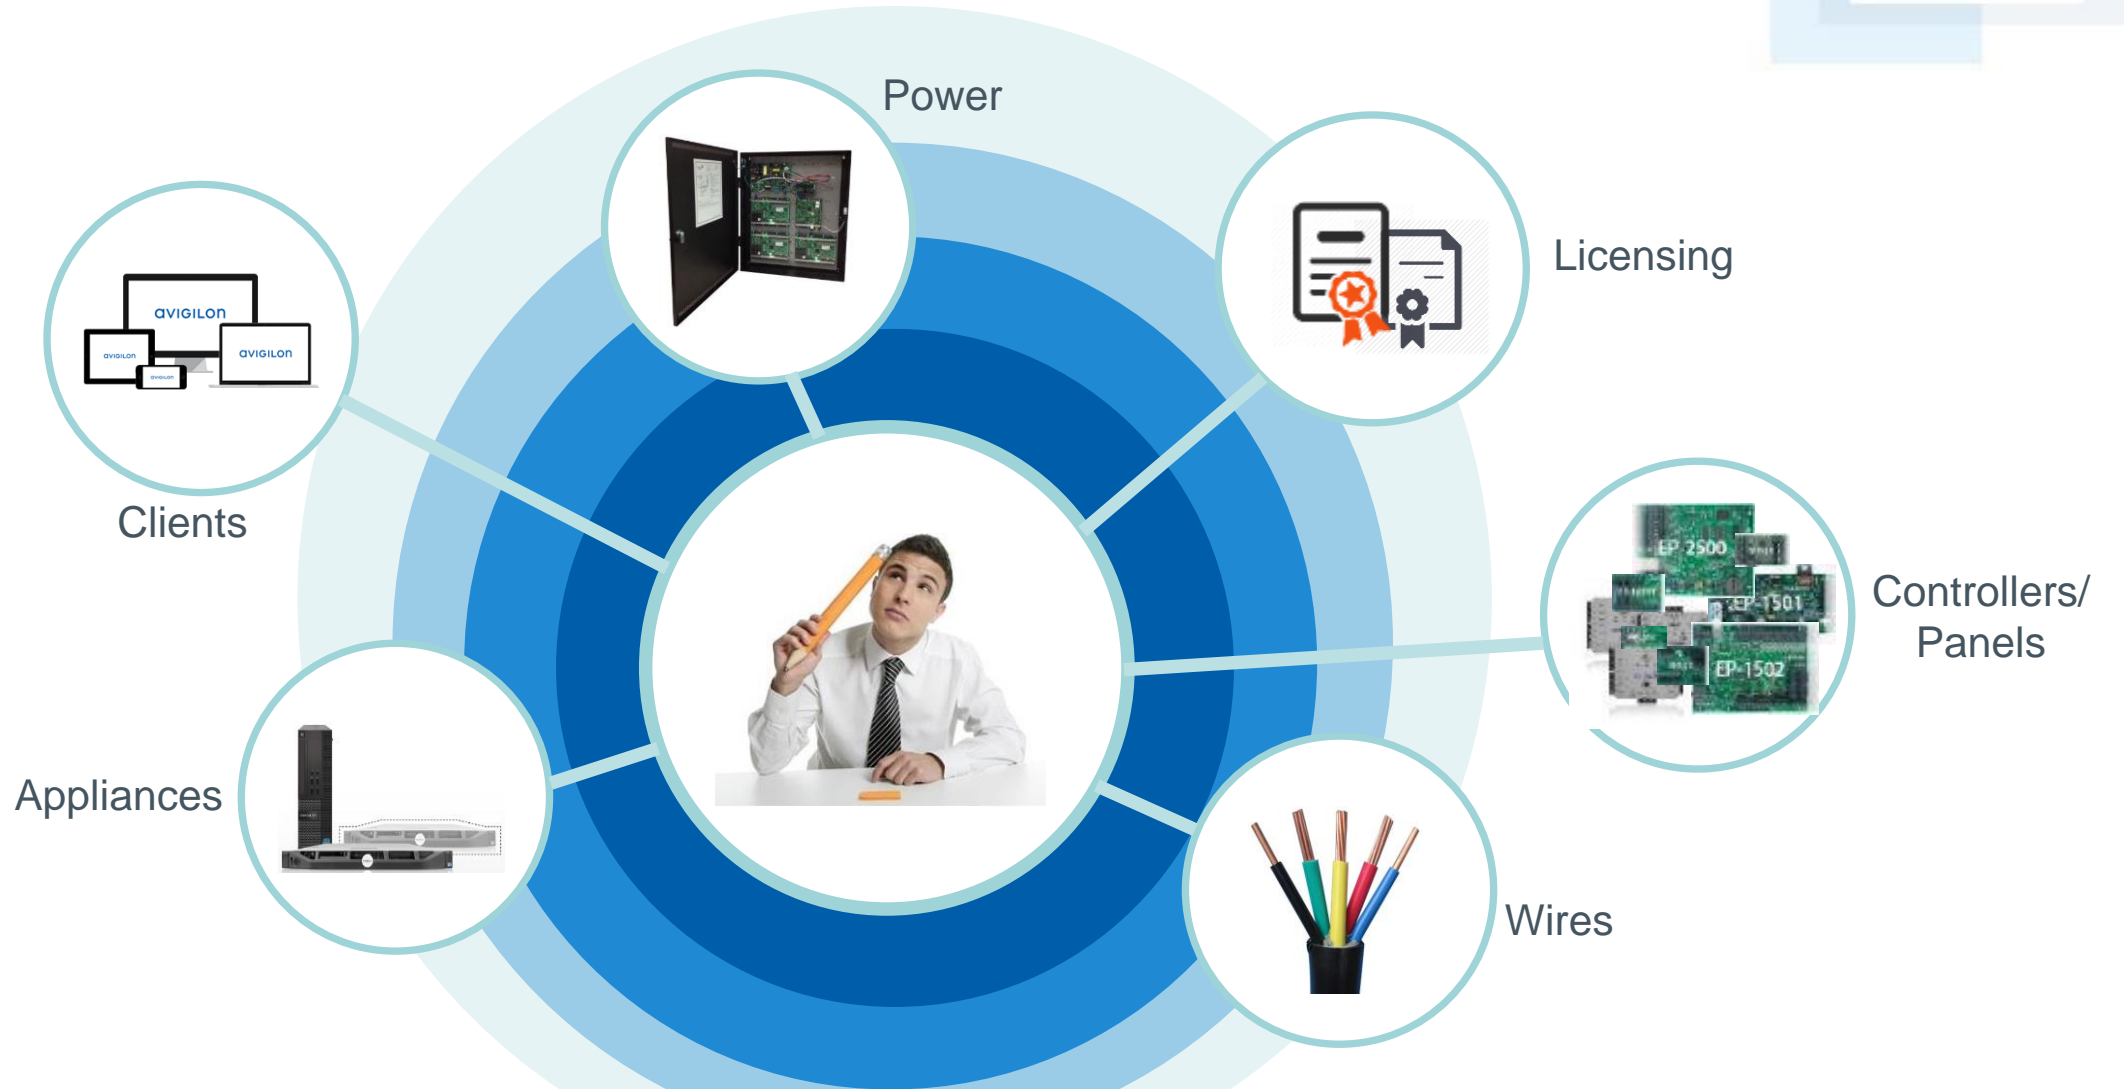 Power
Licensing
avigilon
avigilon
avigilon
avigilon
Clients
EP-2500
EP-1501
EP-1502
Controllers/
Panels
Appliances
Wires